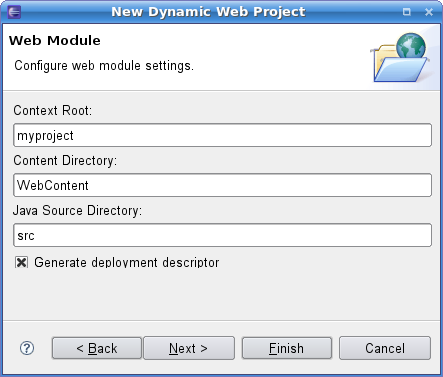 New Dynamic Web Project
Web Module
Configure web module settings.
Context Root:
myproject
Content Directory:
WebContent
Java Source Directory:
src
Generate deployment descriptor
? < Back Next > Finish Cancel